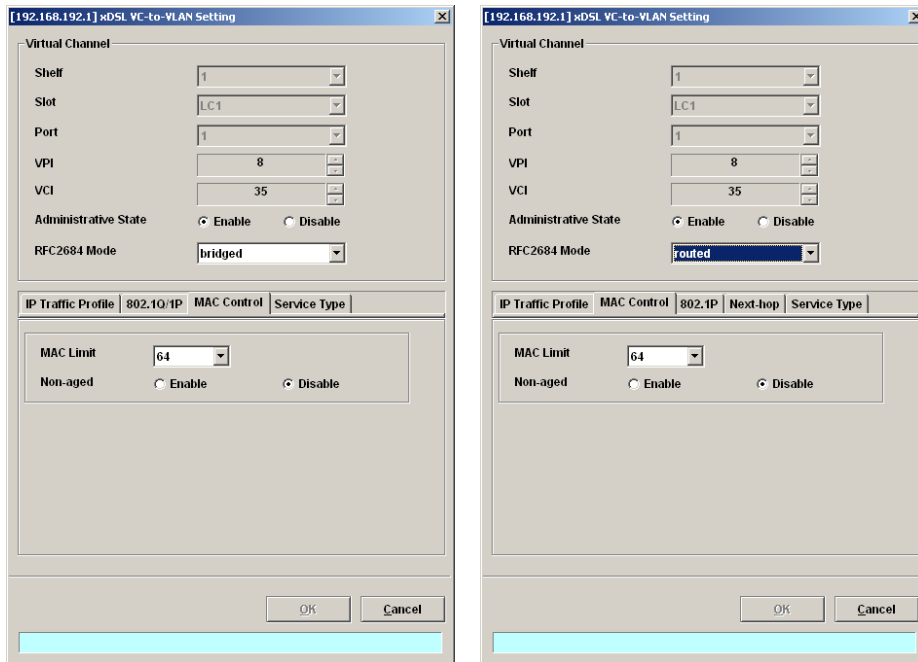 [192.168.192.1] xDSL VC-to-VLAN Setting
Virtual Channel
Shelf 1
Slot LC1
Port 1
VPI 8
VCI 35
Administrative State Enable Disable
RFC2684 Mode bridged
IP Traffic Profile 802.1Q/1P MAC Control Service Type
MAC Limit 64
Non-aged Enable Disable
OK Cancel
[192.168.192.1] xDSL VC-to-VLAN Setting
Virtual Channel
Shelf 1
Slot LC1
Port 1
VPI 8
VCI 35
Administrative State Enable Disable
RFC2684 Mode routed
IP Traffic Profile MAC Control 802.1P Next-hop Service Type
MAC Limit 64
Non-aged Enable Disable
OK Cancel